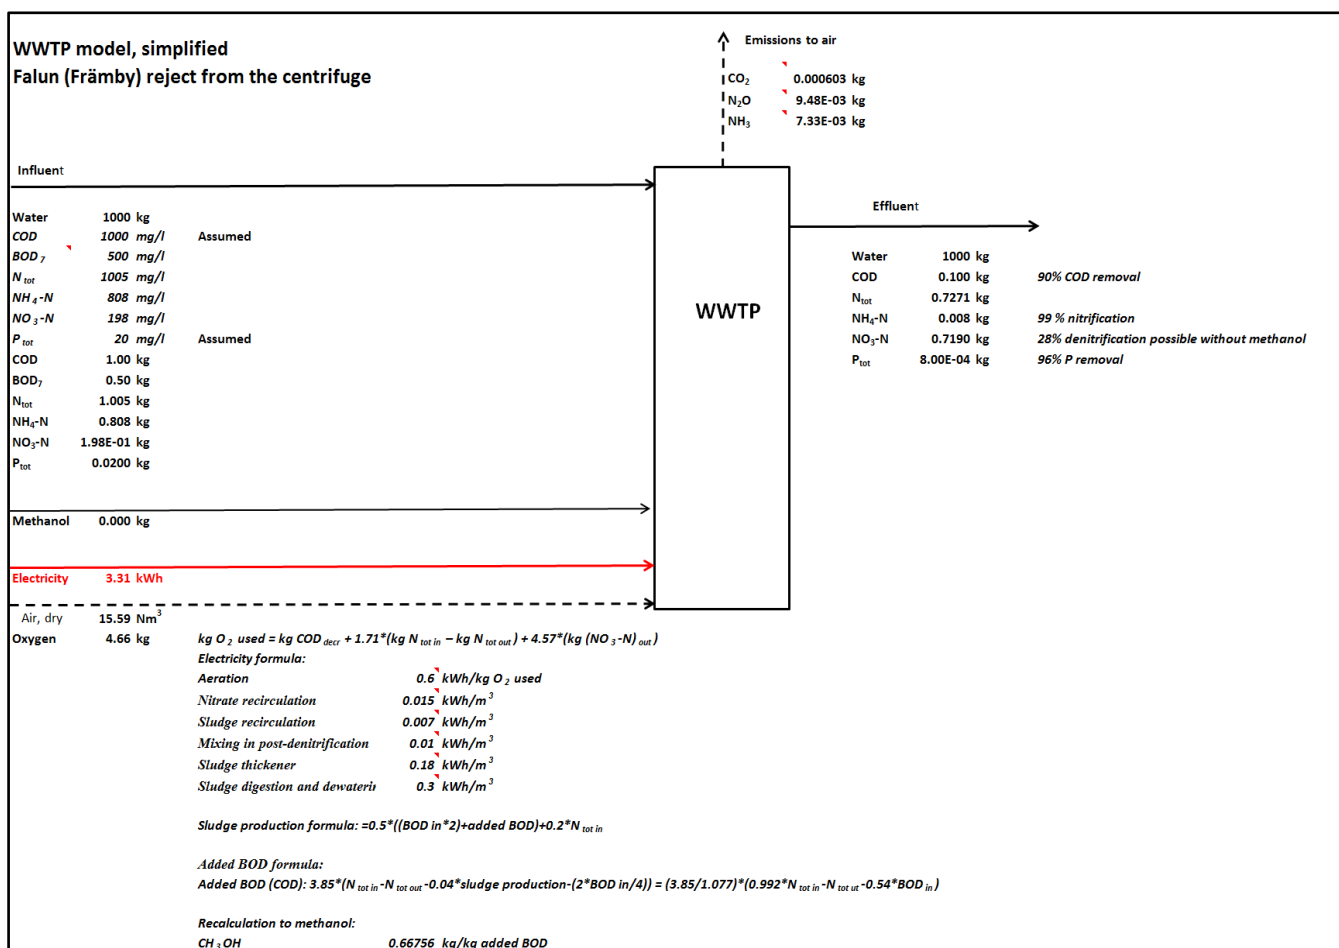 WWTP model, simplified
Falun (Främby) reject from the centrifuge
Emissions to air
CO2 0.000603 kg
N2O 9.48E-03 kg
NH3 7.33E-03 kg
Influent
Water 1000 kg
COD 1000 mg/l Assumed
BOD7 500 mg/l
Ntot 1005 mg/l
NH4-N 808 mg/l
NO3-N 198 mg/l
Ptot 20 mg/l Assumed
COD 1.00 kg
BOD7 0.50 kg
Ntot 1.005 kg
NH4-N 0.808 kg
NO3-N 1.98E-01 kg
Ptot 0.0200 kg
WWTP
Effluent
Water 1000 kg
COD 0.100 kg 90% COD removal
Ntot 0.7271 kg
NH4-N 0.008 kg 99 % nitrification
NO3-N 0.7190 kg 28% denitrification possible without methanol
Ptot 8.00E-04 kg 96% P removal
Methanol 0.000 kg
Electricity 3.31 kWh
Air, dry 15.59 Nm3
Oxygen 4.66 kg kg O2 used = kg COD decr + 1.71*(kg N tot in – kg N tot out) + 4.57*(kg (NO3-N) out)
Electricity formula:
Aeration 0.6 kWh/kg O2 used
Nitrate recirculation 0.015 kWh/m3
Sludge recirculation 0.007 kWh/m3
Mixing in post-denitrification 0.01 kWh/m3
Sludge thickener 0.18 kWh/m3
Sludge digestion and dewaterin 0.3 kWh/m3
Sludge production formula: =0.5*((BOD in*2)+added BOD)+0.2*N tot in
Added BOD formula:
Added BOD (COD): 3.85*(N tot in-N tot out-0.04*sludge production-(2*BOD in/4)) = (3.85/1.077)*(0.992*N tot in-N tot ut-0.54*BOD in)
Recalculation to methanol:
CH3OH 0.66756 kg/kg added BOD